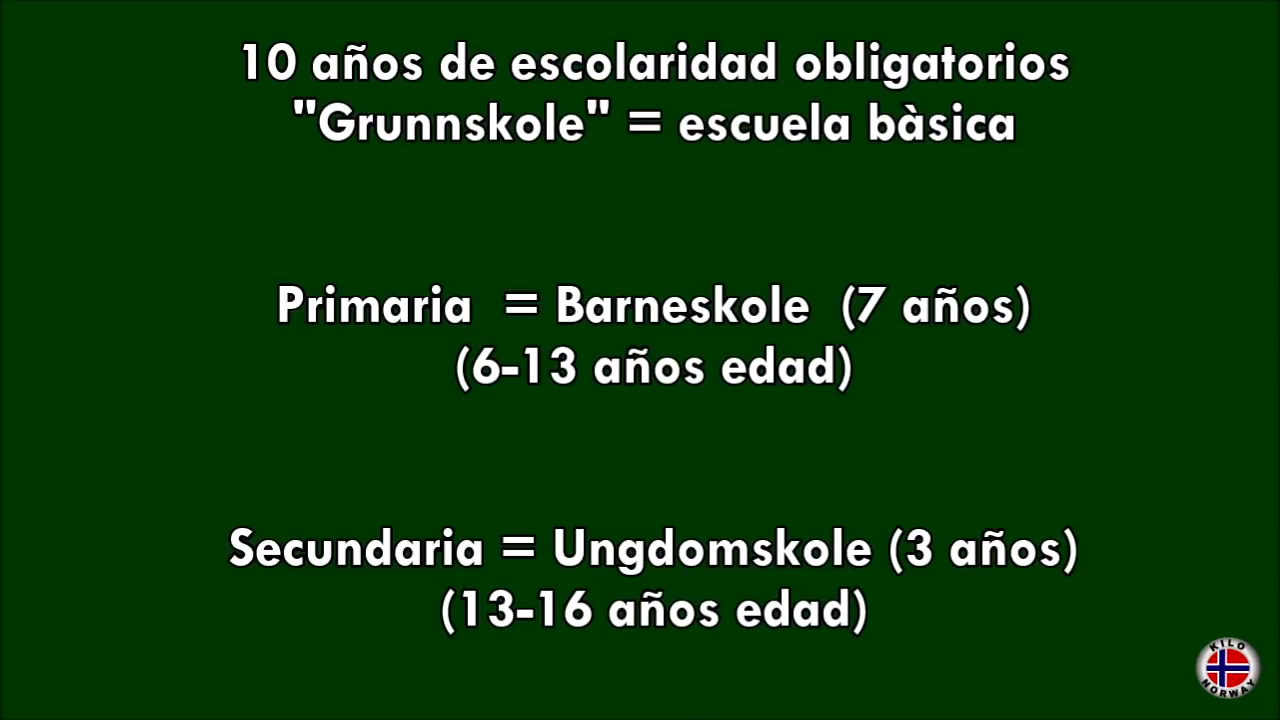 10 años de escolaridad obligatorios
"Grunnskole" = escuela bàsica
Primaria = Barneskole (7 años)
(6-13 años edad)
Secundaria = Ungdomskole (3 años)
(13-16 años edad)
KILO
NORWAY